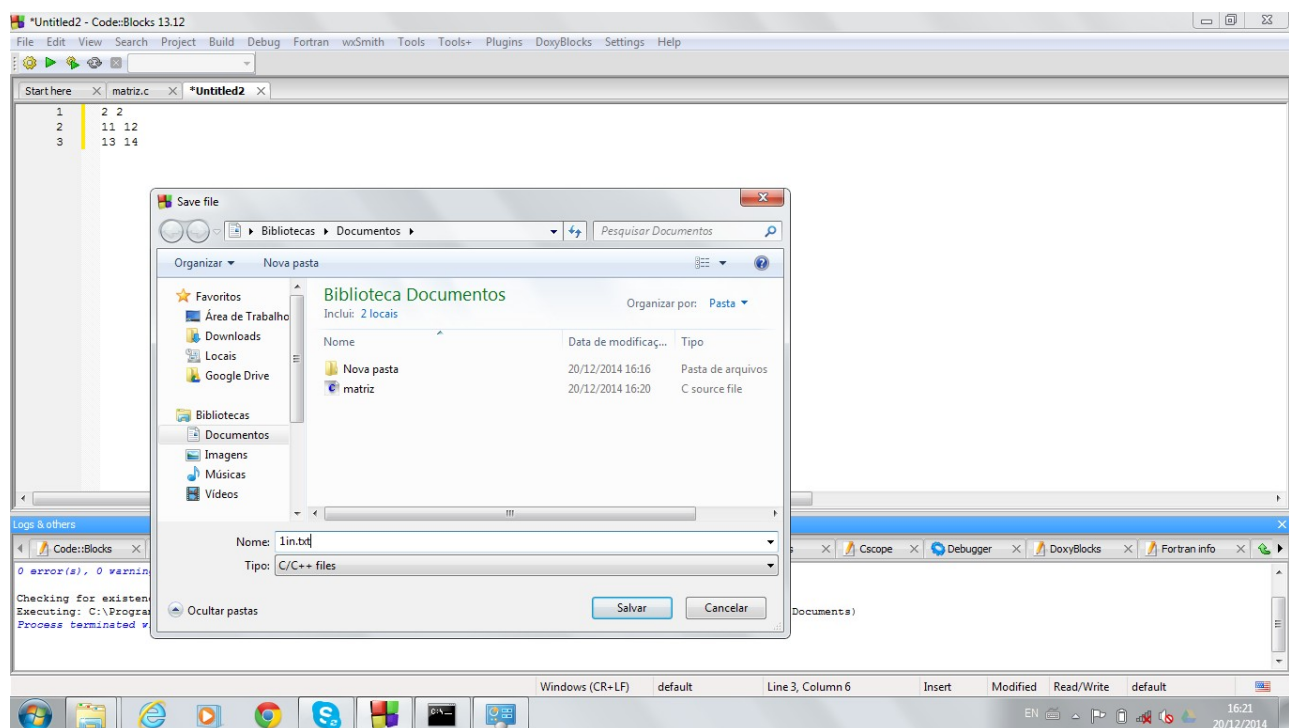 *Untitled2 - Code::Blocks 13.12
File Edit View Search Project Build Debug Fortran wxSmith Tools Tools+ Plugins DoxyBlocks Settings Help
Start here matriz.c *Untitled2
1 2 2
2 11 12
3 13 14
Save file
Bibliotecas Documentos Pesquisar Documentos
Organizar Nova pasta
Favoritos
Área de Trabalho
Downloads
Locais
Google Drive
Bibliotecas
Documentos
Imagens
Músicas
Vídeos
Biblioteca Documentos
Inclui: 2 locais
Organizar por: Pasta
Nome Data de modificaç... Tipo
Nova pasta 20/12/2014 16:16 Pasta de arquivos
matriz 20/12/2014 16:20 C source file
Nome: 1in.txt
Tipo: C/C++ files
Ocultar pastas Salvar Cancelar
Logs & others
Code::Blocks Cscope Debugger DoxyBlocks Fortran info
0 error(s), 0 warnin
Checking for existen
Executing: C:\Progra Documents)
Process terminated w
Windows (CR+LF) default Line 3, Column 6 Insert Modified Read/Write default
EN 16:21
20/12/2014